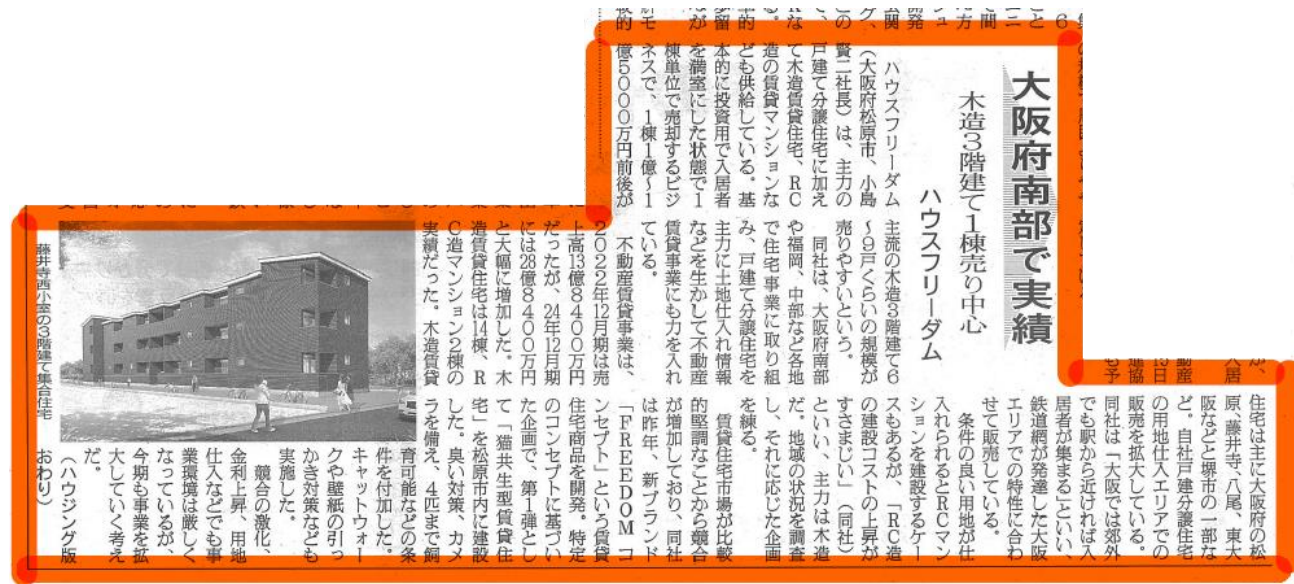 大阪府南部で実績
木造3階建て1棟売り中心
ハウスフリーダム
ハウスフリーダム
(大阪府松原市、小島
賢二社長)は、主力の
戸建て分譲住宅に加え
て木造賃貸住宅、RC
造の賃貸マンションな
ども供給している。基
本的に投資用で入居者
を満室にした状態で1
棟単位で売却するビジ
ネスで、1棟1億〜1
億5000万円前後が
主流の木造3階建て6
〜9戸くらいの規模が
売りやすいという。
同社は、大阪府南部
や福岡、中部など各地
で住宅事業に取り組
み、戸建て分譲住宅を
主力に土地仕入れ情報
などを生かして不動産
賃貸事業にも力を入れ
ている。
不動産賃貸事業は、
2022年12月期は売
上高13億8400万円
だったが、24年12月期
には28億8400万円
と大幅に増加した。木
造賃貸住宅は14棟、R
C造マンション2棟の
実績だった。木造賃貸
住宅は主に大阪府の松
原、藤井寺、八尾、東大
阪などと堺市の一部な
ど。自社戸建分譲住宅
の用地仕入エリアでの
販売を拡大している。
同社は「大阪では郊外
でも駅から近ければ入
居者が集まる」といい、
鉄道網が発達した大阪
エリアでの特性に合わ
せて販売している。
条件の良い用地が仕
入れられるとRCマン
ションを建設するケー
スもあるが、「RC造
の建設コストの上昇が
すさまじい」(同社)
といい、主力は木造
だ。地域の状況を調査
し、それに応じた企画
を練る。
賃貸住宅市場が比較
的堅調なことから競合
が増加しており、同社
は昨年、新ブランド
「FREEDOM コ
ンセプト」という賃貸
住宅商品を開発。特定
のコンセプトに基づい
た企画で、第1弾とし
て「猫共生型賃貸住
宅」を松原市内に建設
した。臭い対策、カメ
ラを備え、4匹まで飼
育可能などの条
件を付加した。
キャットウォー
クや壁紙の引っ
かき対策なども
実施した。
競合の激化、
金利上昇、用地
仕入などでも事
業環境は厳しく
なっているが、
今期も事業を拡
大していく考え
だ。
(ハウジング版
おわり)
藤井寺西小室の3階建て集合住宅